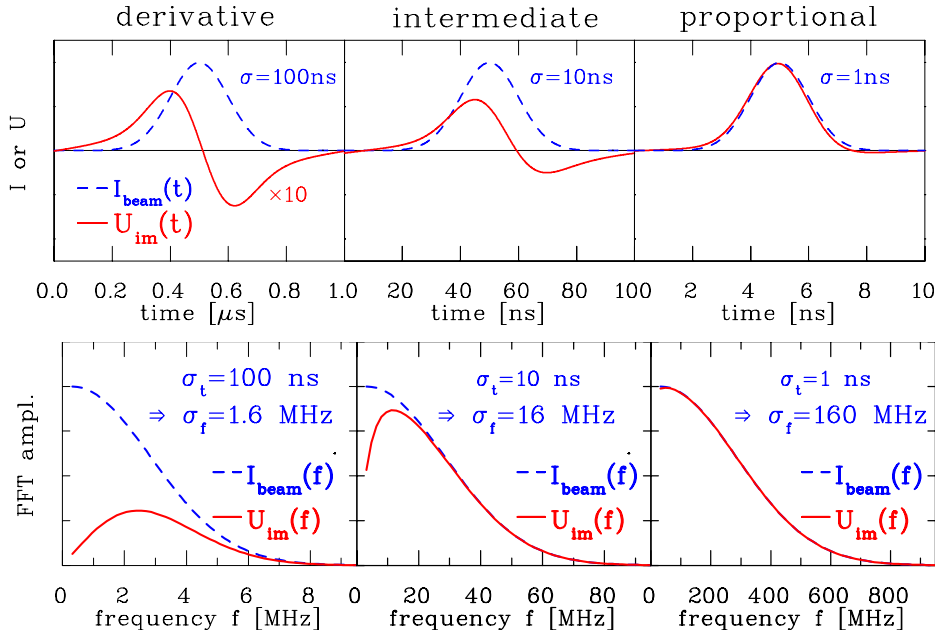 derivative intermediate proportional
I or U
σ=100ns σ=10ns σ=1ns
I_beam(t)
U_im(t)
×10
0.0 0.2 0.4 0.6 0.8 1.0 20 40 60 80 100 2 4 6 8 10
time [μs] time [ns] time [ns]
FFT ampl.
σ_t=100 ns σ_t=10 ns σ_t=1 ns
⇒ σ_f=1.6 MHz ⇒ σ_f=16 MHz ⇒ σ_f=160 MHz
I_beam(f) I_beam(f) I_beam(f)
U_im(f) U_im(f) U_im(f)
0 2 4 6 8 0 20 40 60 80 0 200 400 600 800
frequency f [MHz] frequency f [MHz] frequency f [MHz]